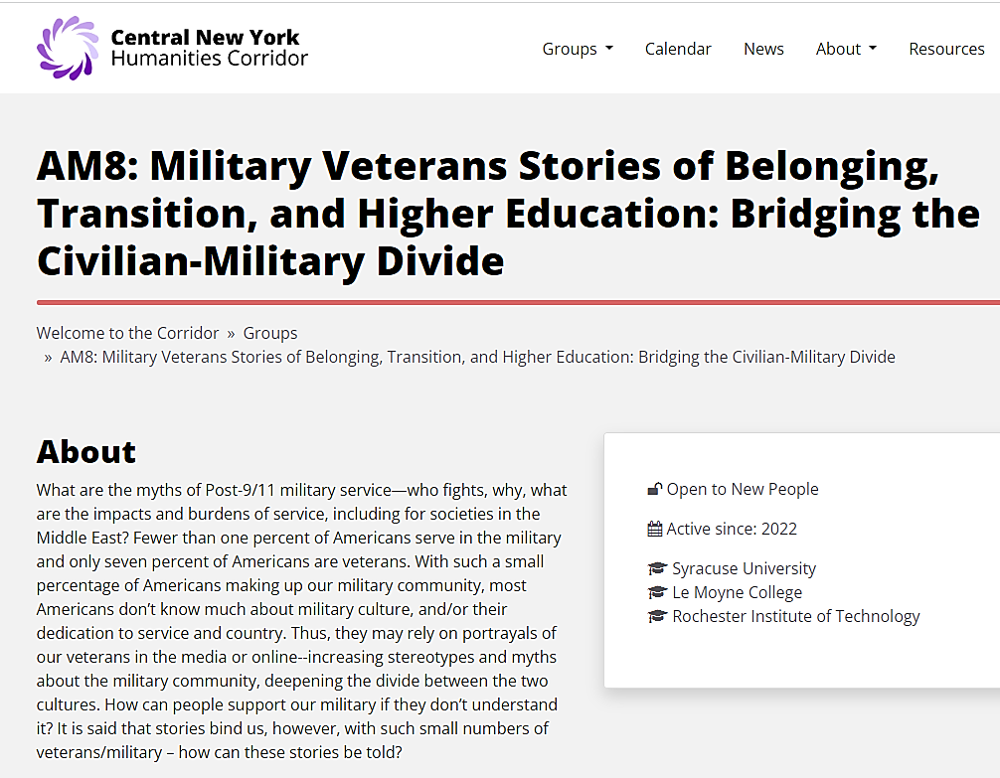 Central New York
Humanities Corridor
Groups
Calendar
News
About
Resources
AM8: Military Veterans Stories of Belonging,
Transition, and Higher Education: Bridging the
Civilian-Military Divide
Welcome to the Corridor » Groups
» AM8: Military Veterans Stories of Belonging, Transition, and Higher Education: Bridging the Civilian-Military Divide
About
What are the myths of Post-9/11 military service—who fights, why, what
are the impacts and burdens of service, including for societies in the
Middle East? Fewer than one percent of Americans serve in the military
and only seven percent of Americans are veterans. With such a small
percentage of Americans making up our military community, most
Americans don’t know much about military culture, and/or their
dedication to service and country. Thus, they may rely on portrayals of
our veterans in the media or online--increasing stereotypes and myths
about the military community, deepening the divide between the two
cultures. How can people support our military if they don’t understand
it? It is said that stories bind us, however, with such small numbers of
veterans/military – how can these stories be told?
Open to New People
Active since: 2022
Syracuse University
Le Moyne College
Rochester Institute of Technology